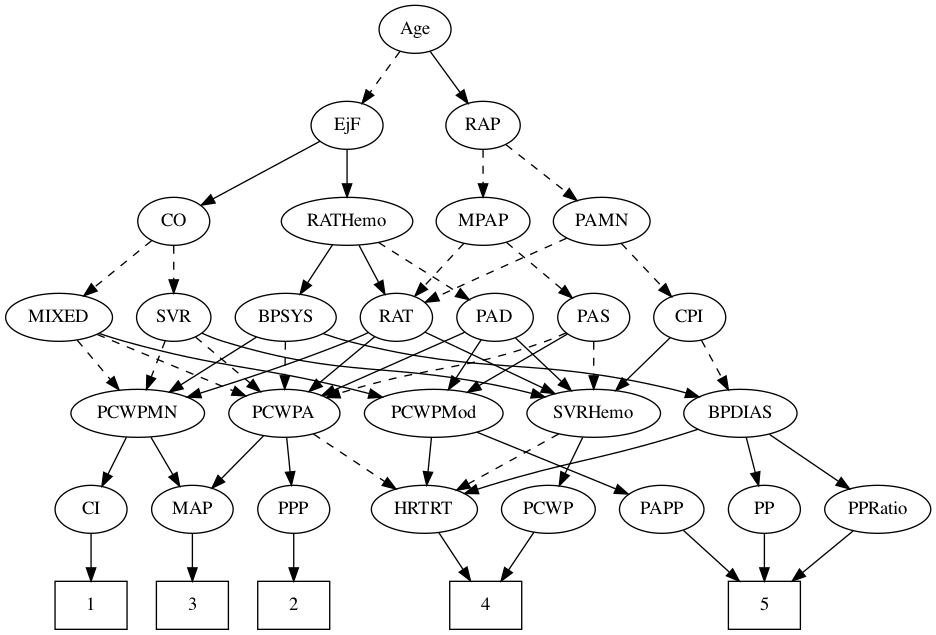 Age
EjF RAP
CO RATHemo MPAP PAMN
MIXED SVR BPSYS RAT PAD PAS CPI
PCWPMN PCWPA PCWPMod SVRHemo BPDIAS
CI MAP PPP HRTRT PCWP PAPP PP PPRatio
1 3 2 4 5